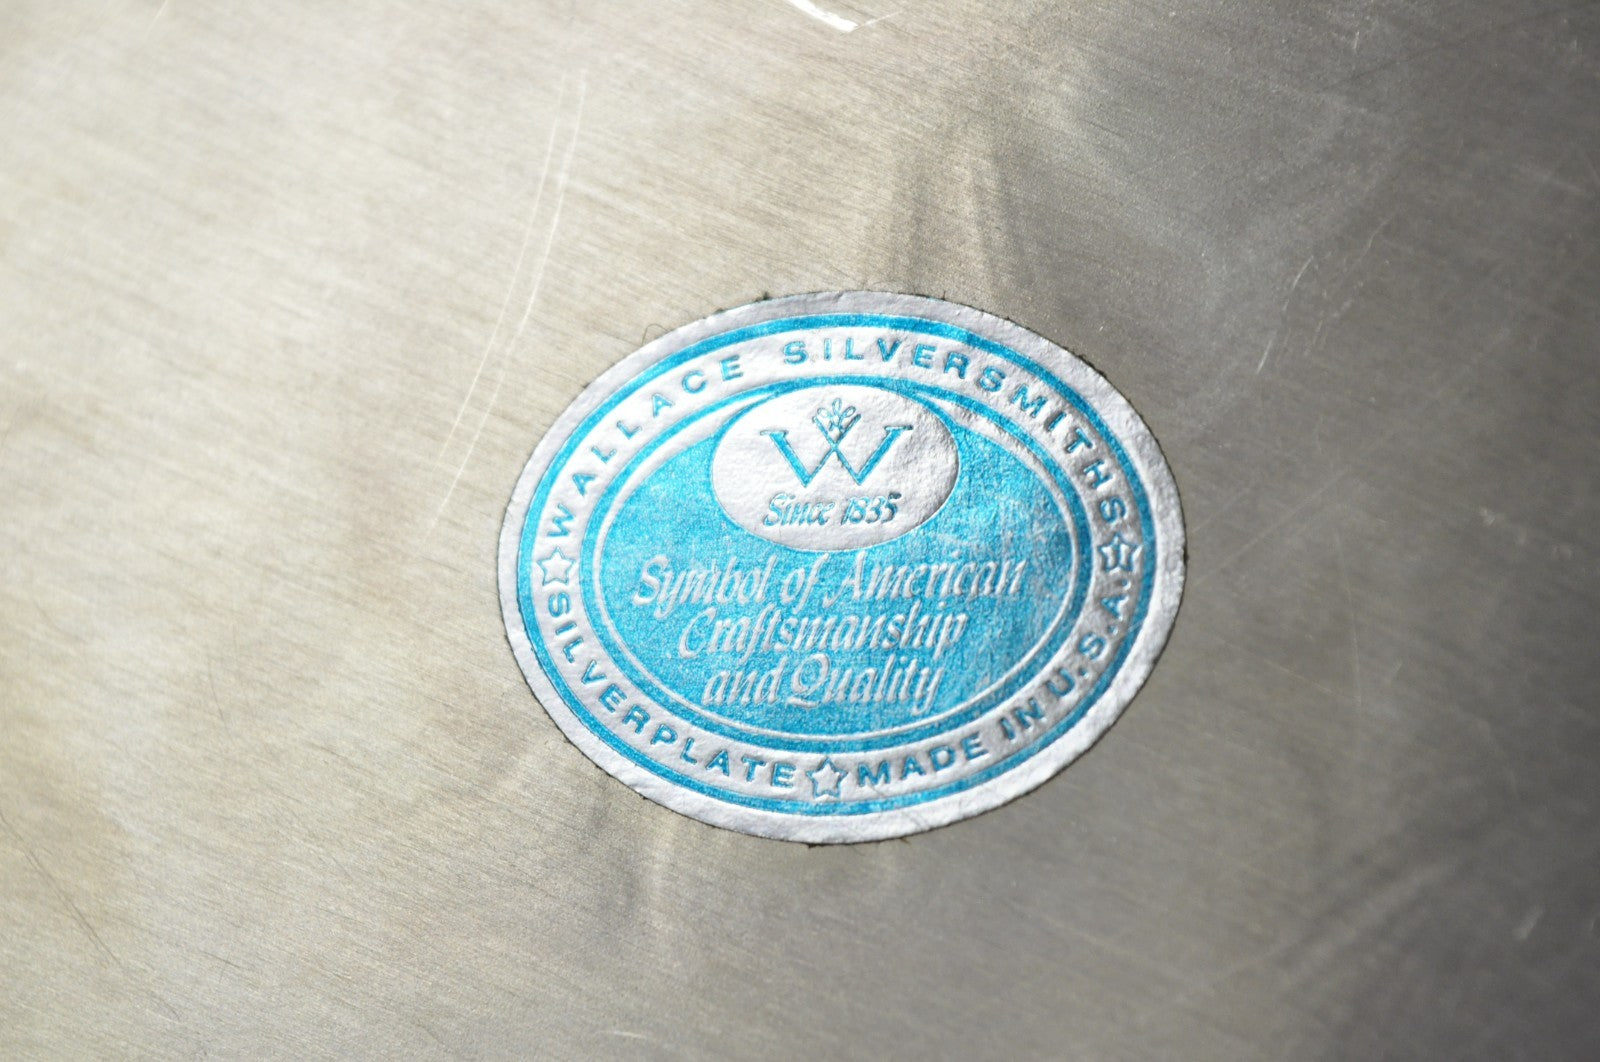 WALLACE SILVERSMITHS
W
Since 1835
Symbol of American
Craftsmanship
and Quality
SILVERPLATE
MADE IN U.S.A.